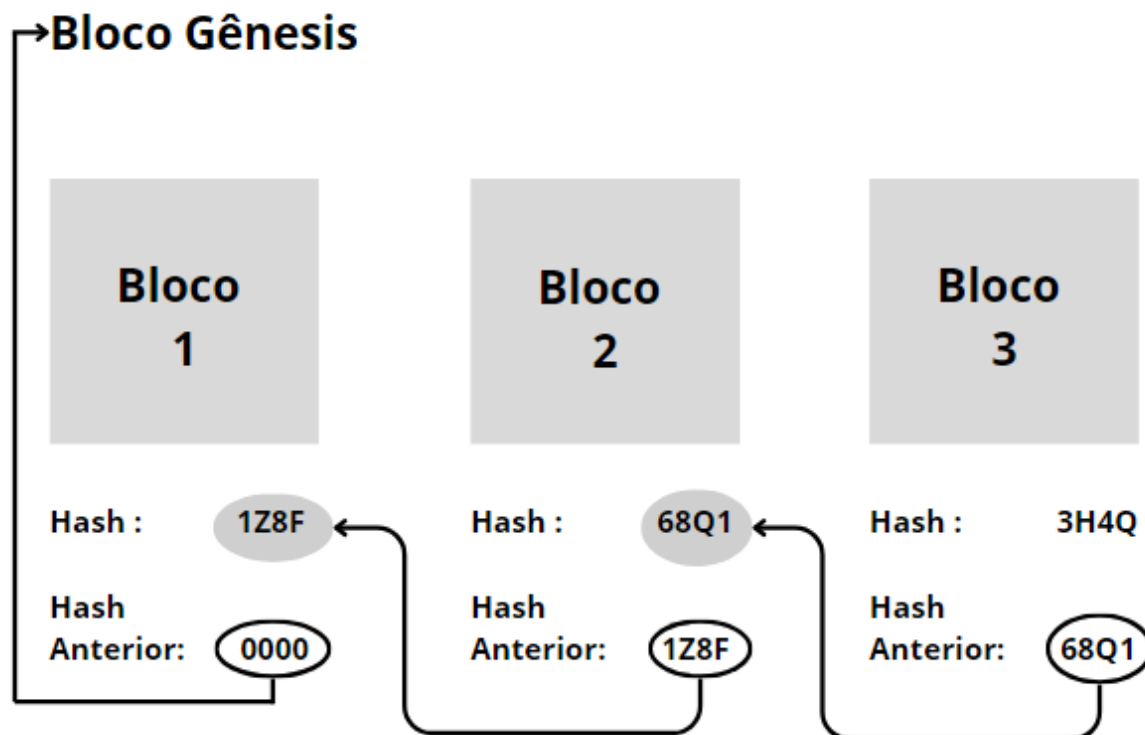 Bloco Gênesis
Bloco
1
Hash : 1Z8F
Hash
Anterior: 0000
Bloco
2
Hash : 68Q1
Hash
Anterior: 1Z8F
Bloco
3
Hash : 3H4Q
Hash
Anterior: 68Q1